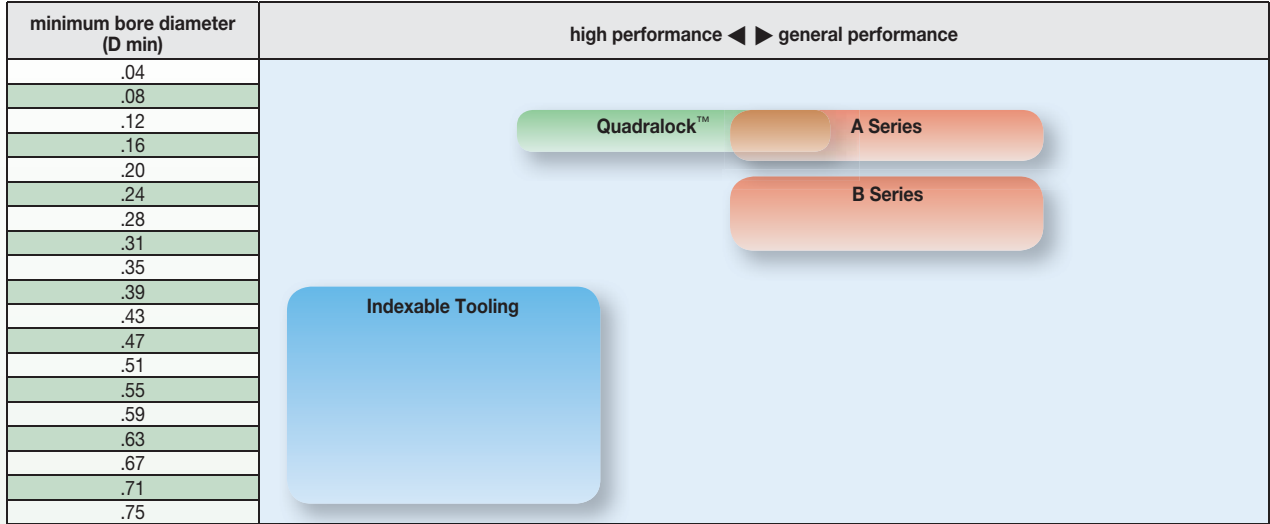 minimum bore diameter
(D min)
high performance ◀ ▶ general performance
.04
.08
.12
.16
.20
.24
.28
.31
.35
.39
.43
.47
.51
.55
.59
.63
.67
.71
.75
Quadralock™
A Series
B Series
Indexable Tooling